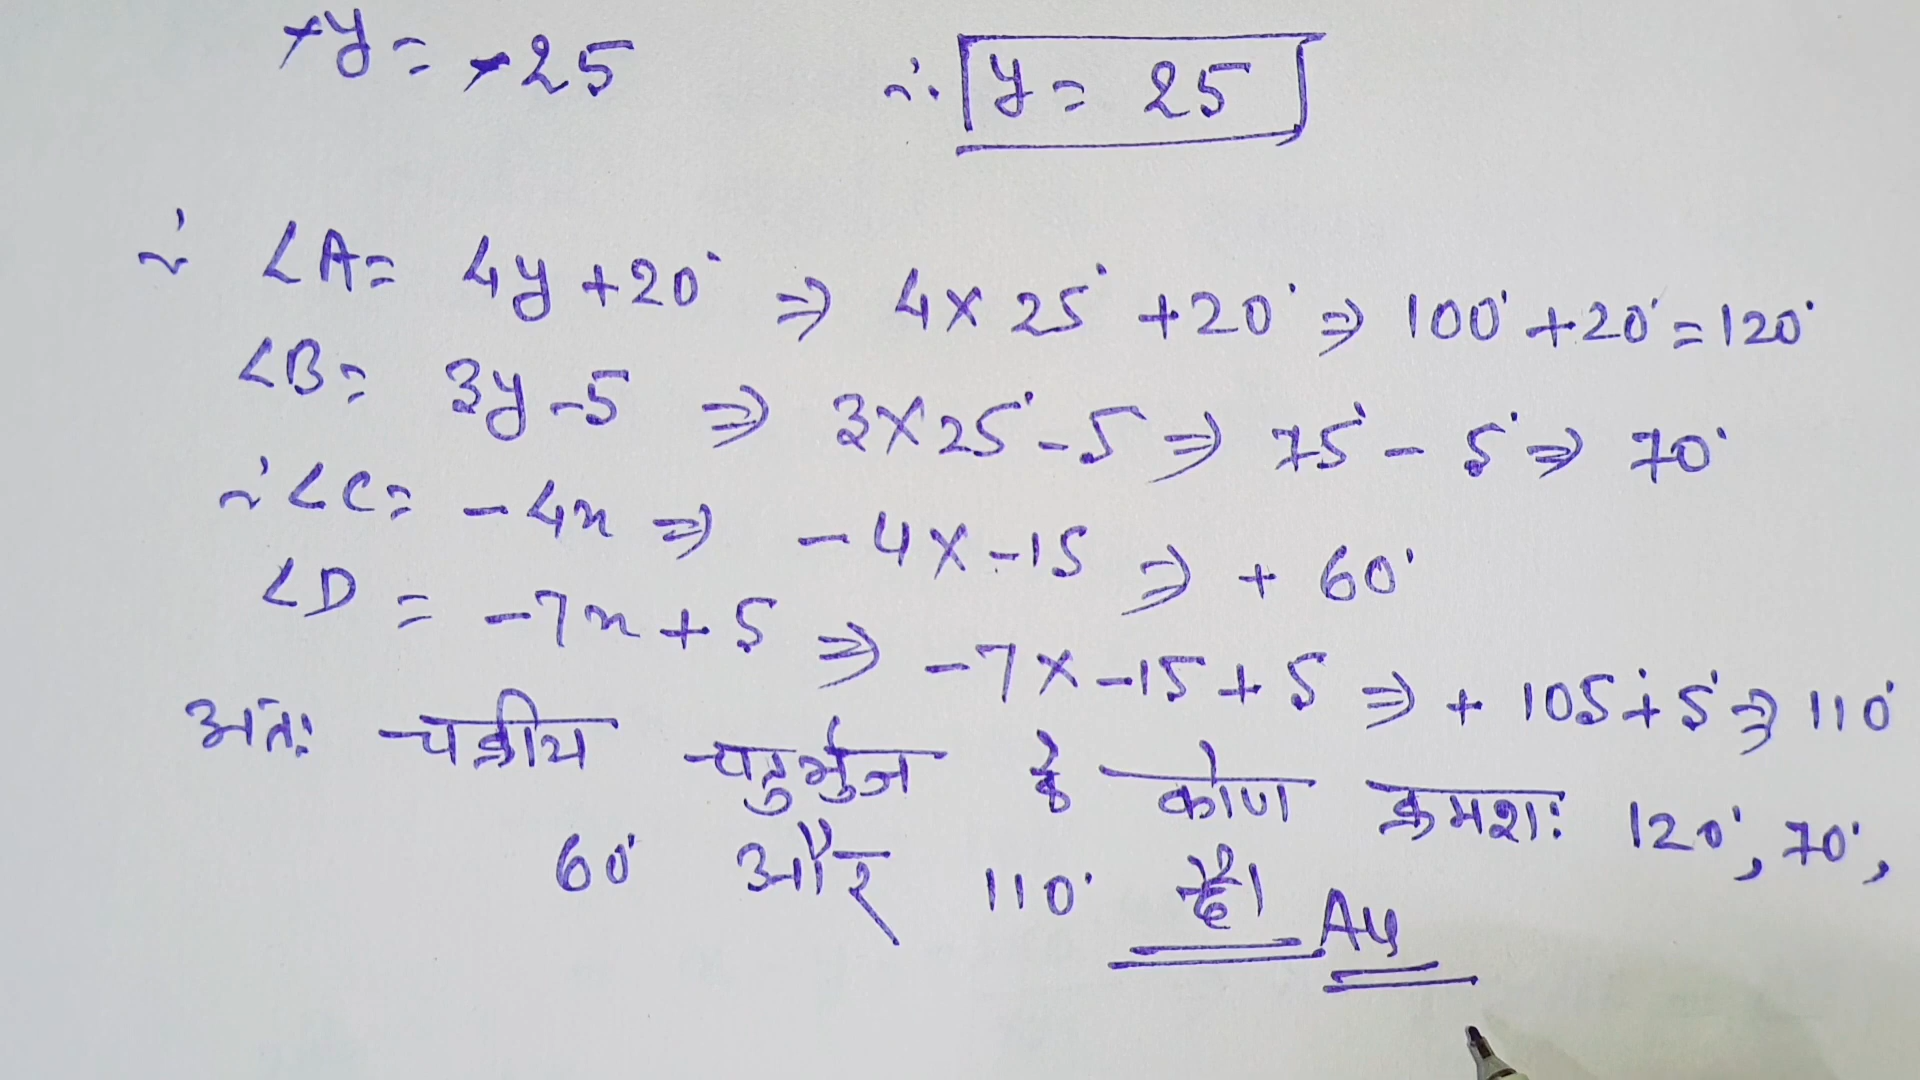 -y = -25 ∴ y = 25
∴ ∠A = 4y + 20° ⇒ 4 × 25° + 20° ⇒ 100° + 20° = 120°
∠B = 3y - 5 ⇒ 3 × 25° - 5 ⇒ 75° - 5° ⇒ 70°
∴ ∠C = -4x ⇒ -4 × -15 ⇒ + 60°
∠D = -7x + 5 ⇒ -7 × -15 + 5 ⇒ + 105° + 5° ⇒ 110°
अतः चक्रीय चतुर्भुज के कोण क्रमशः 120°, 70°,
60° और 110° है। Ans